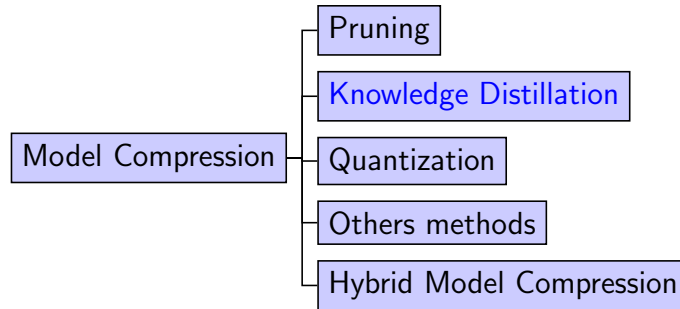 Pruning
Knowledge Distillation
Model Compression
Quantization
Others methods
Hybrid Model Compression